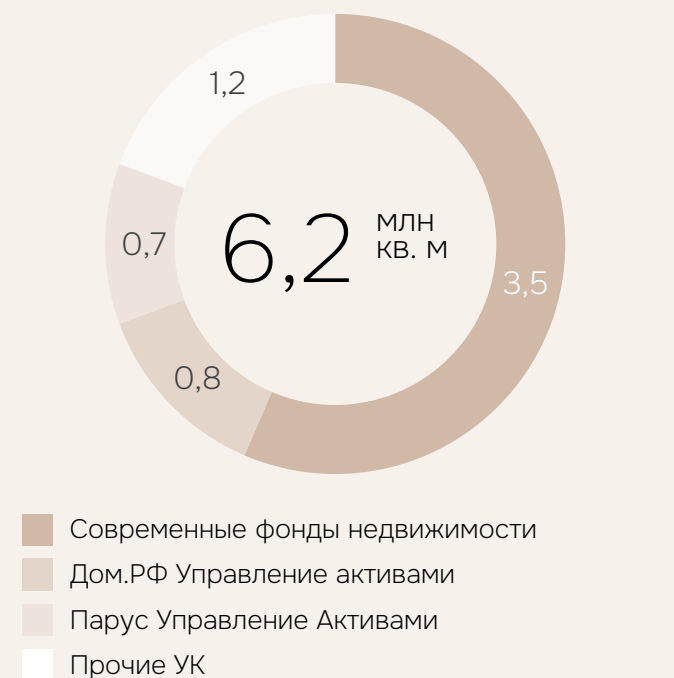 1,2
0,7
6,2
МЛН
КВ. М
3,5
0,8
Современные фонды недвижимости
Дом.РФ Управление активами
Парус Управление Активами
Прочие УК